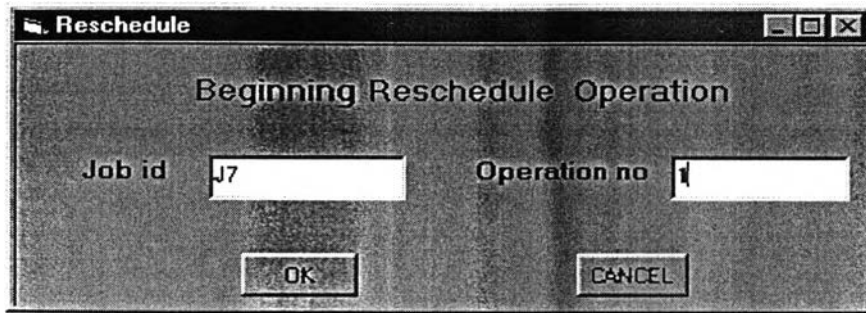 Reschedule
Beginning Reschedule Operation
Job id J7 Operation no 1
OK CANCEL